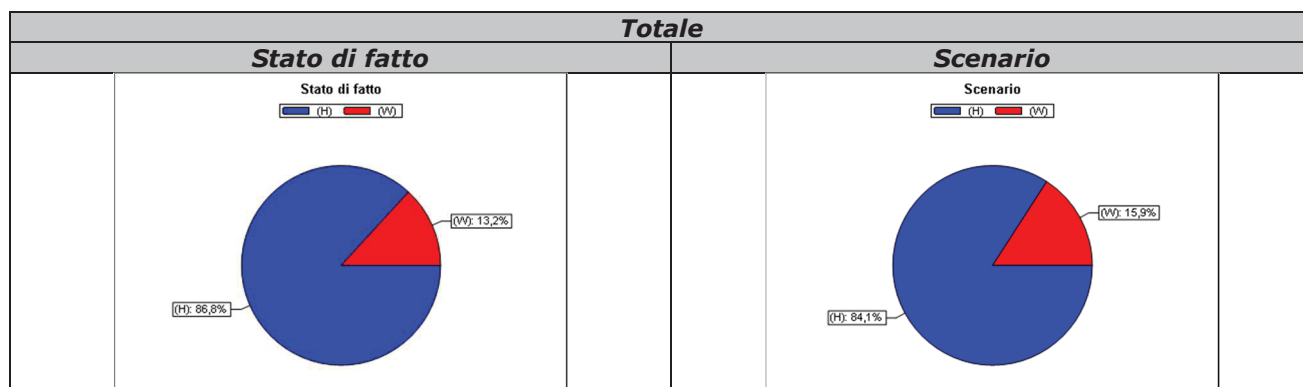 Totale
Stato di fatto
Scenario
Stato di fatto
(H) (W)
(W): 13,2%
(H): 86,8%
Scenario
(H) (W)
(W): 15,9%
(H): 84,1%